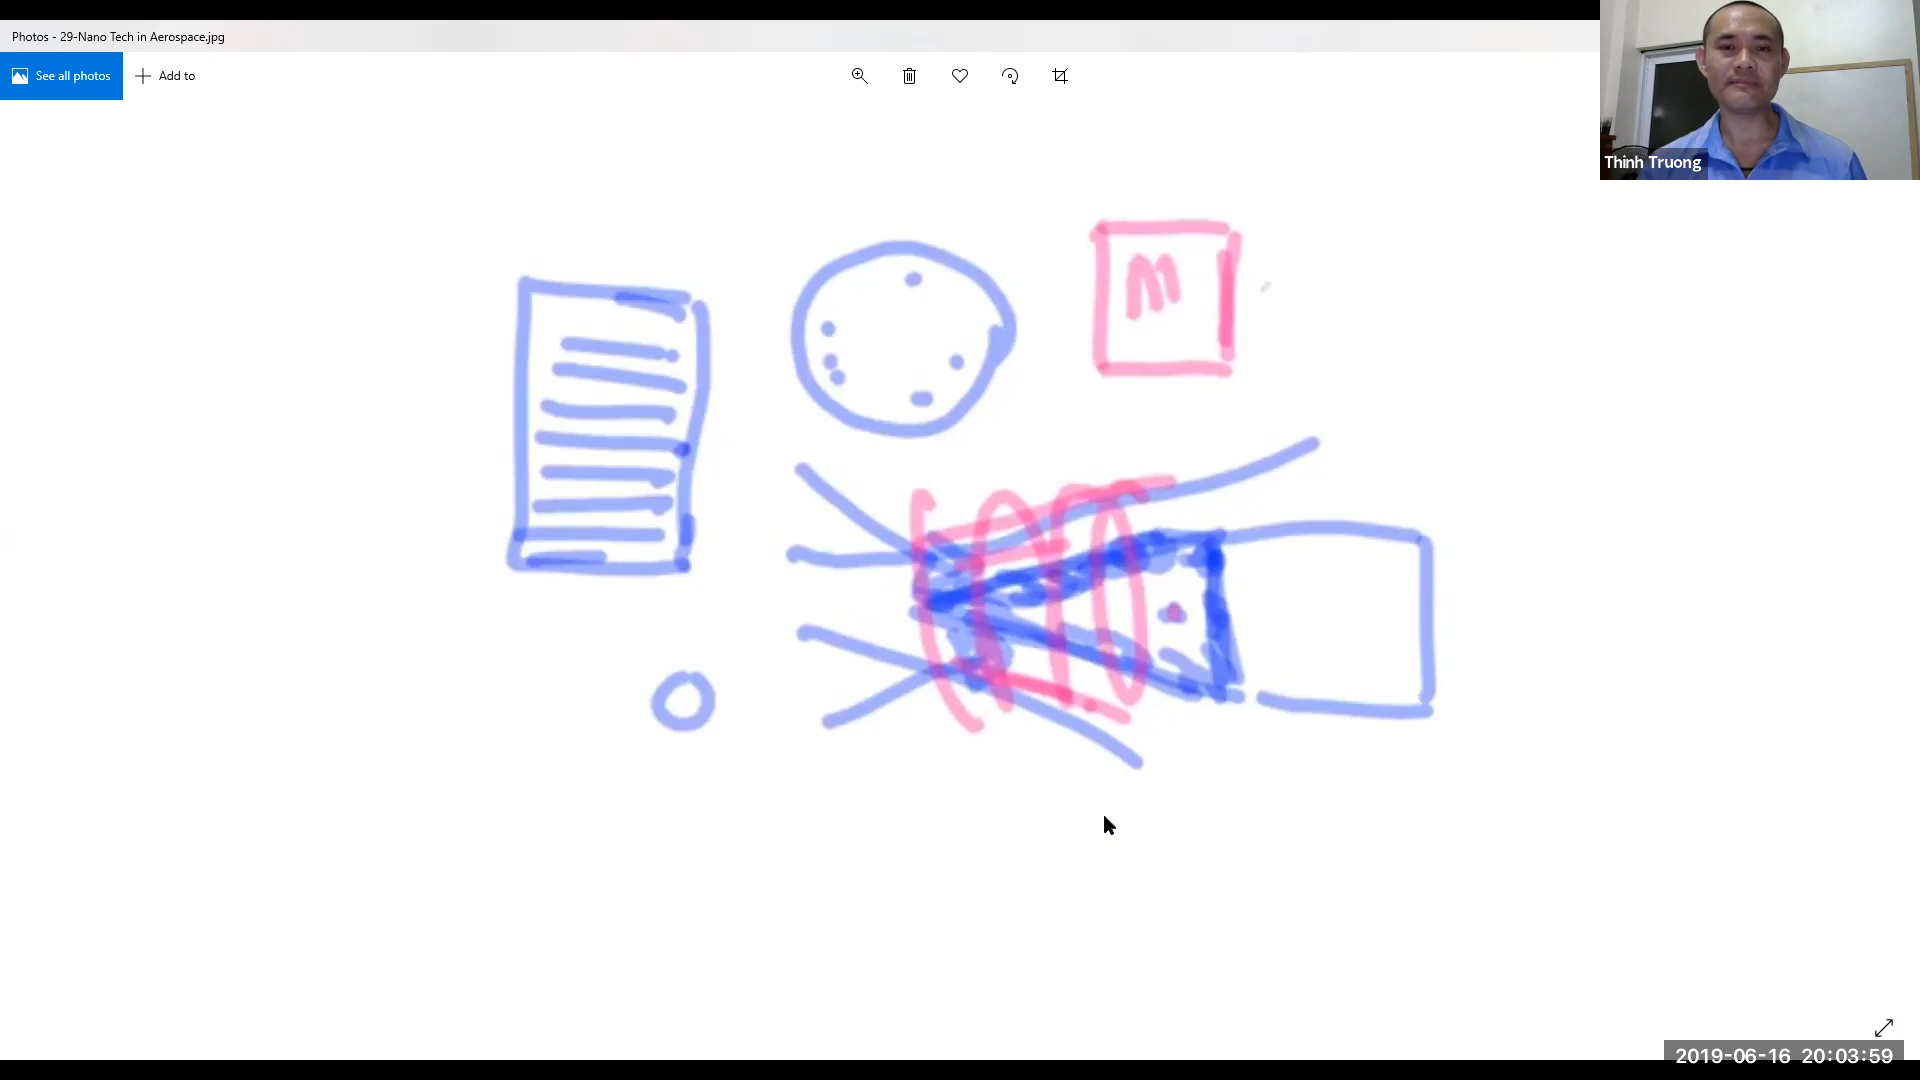 Photos - 29-Nano Tech in Aerospace.jpg
See all photos
Add to
Thinh Truong
M
2019-06-16 20:03:59